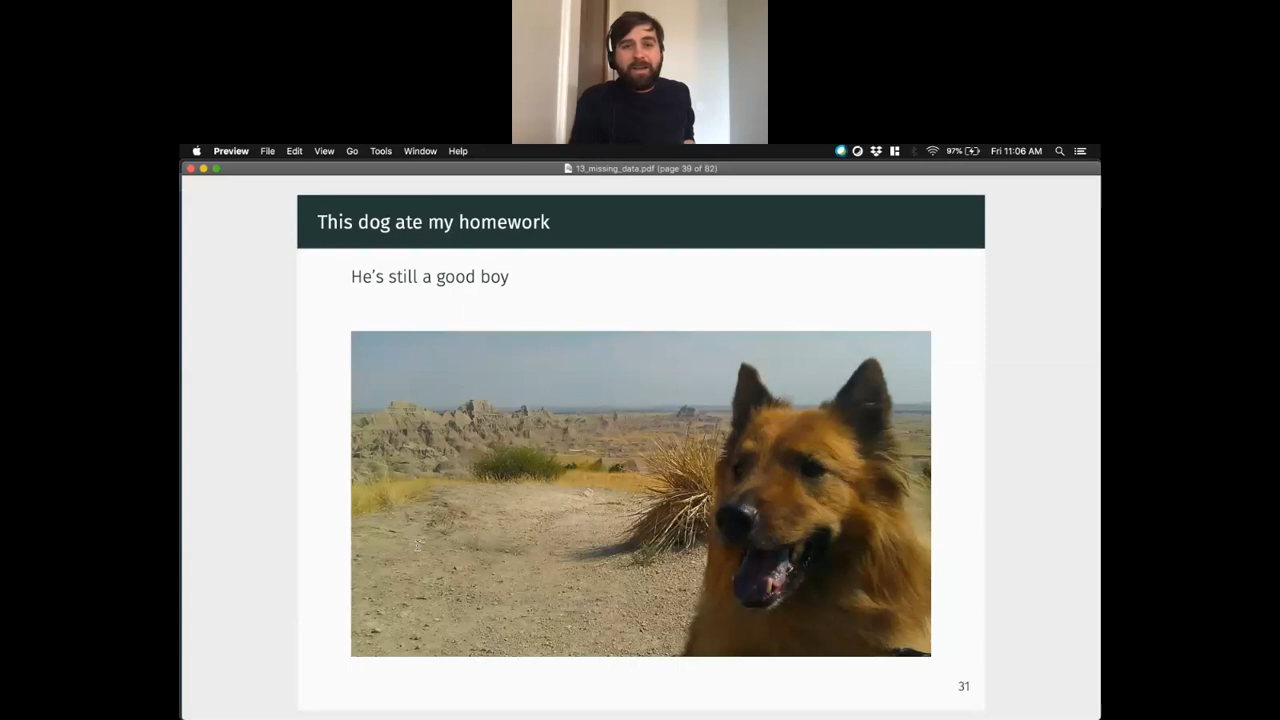 Preview File Edit View Go Tools Window Help 97% Fri 11:06 AM
13_missing_data.pdf (page 39 of 82)
This dog ate my homework
He's still a good boy
31